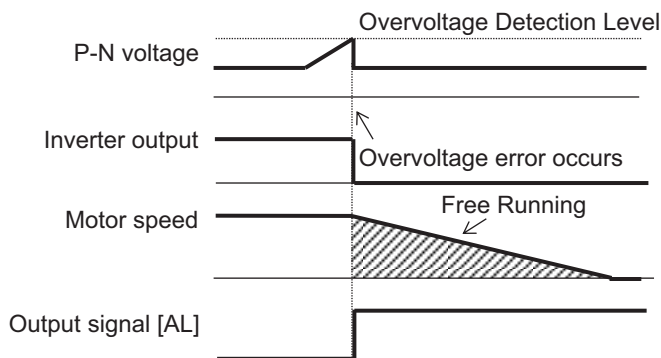 Overvoltage Detection Level
P-N voltage
Inverter output
Overvoltage error occurs
Motor speed
Free Running
Output signal [AL]